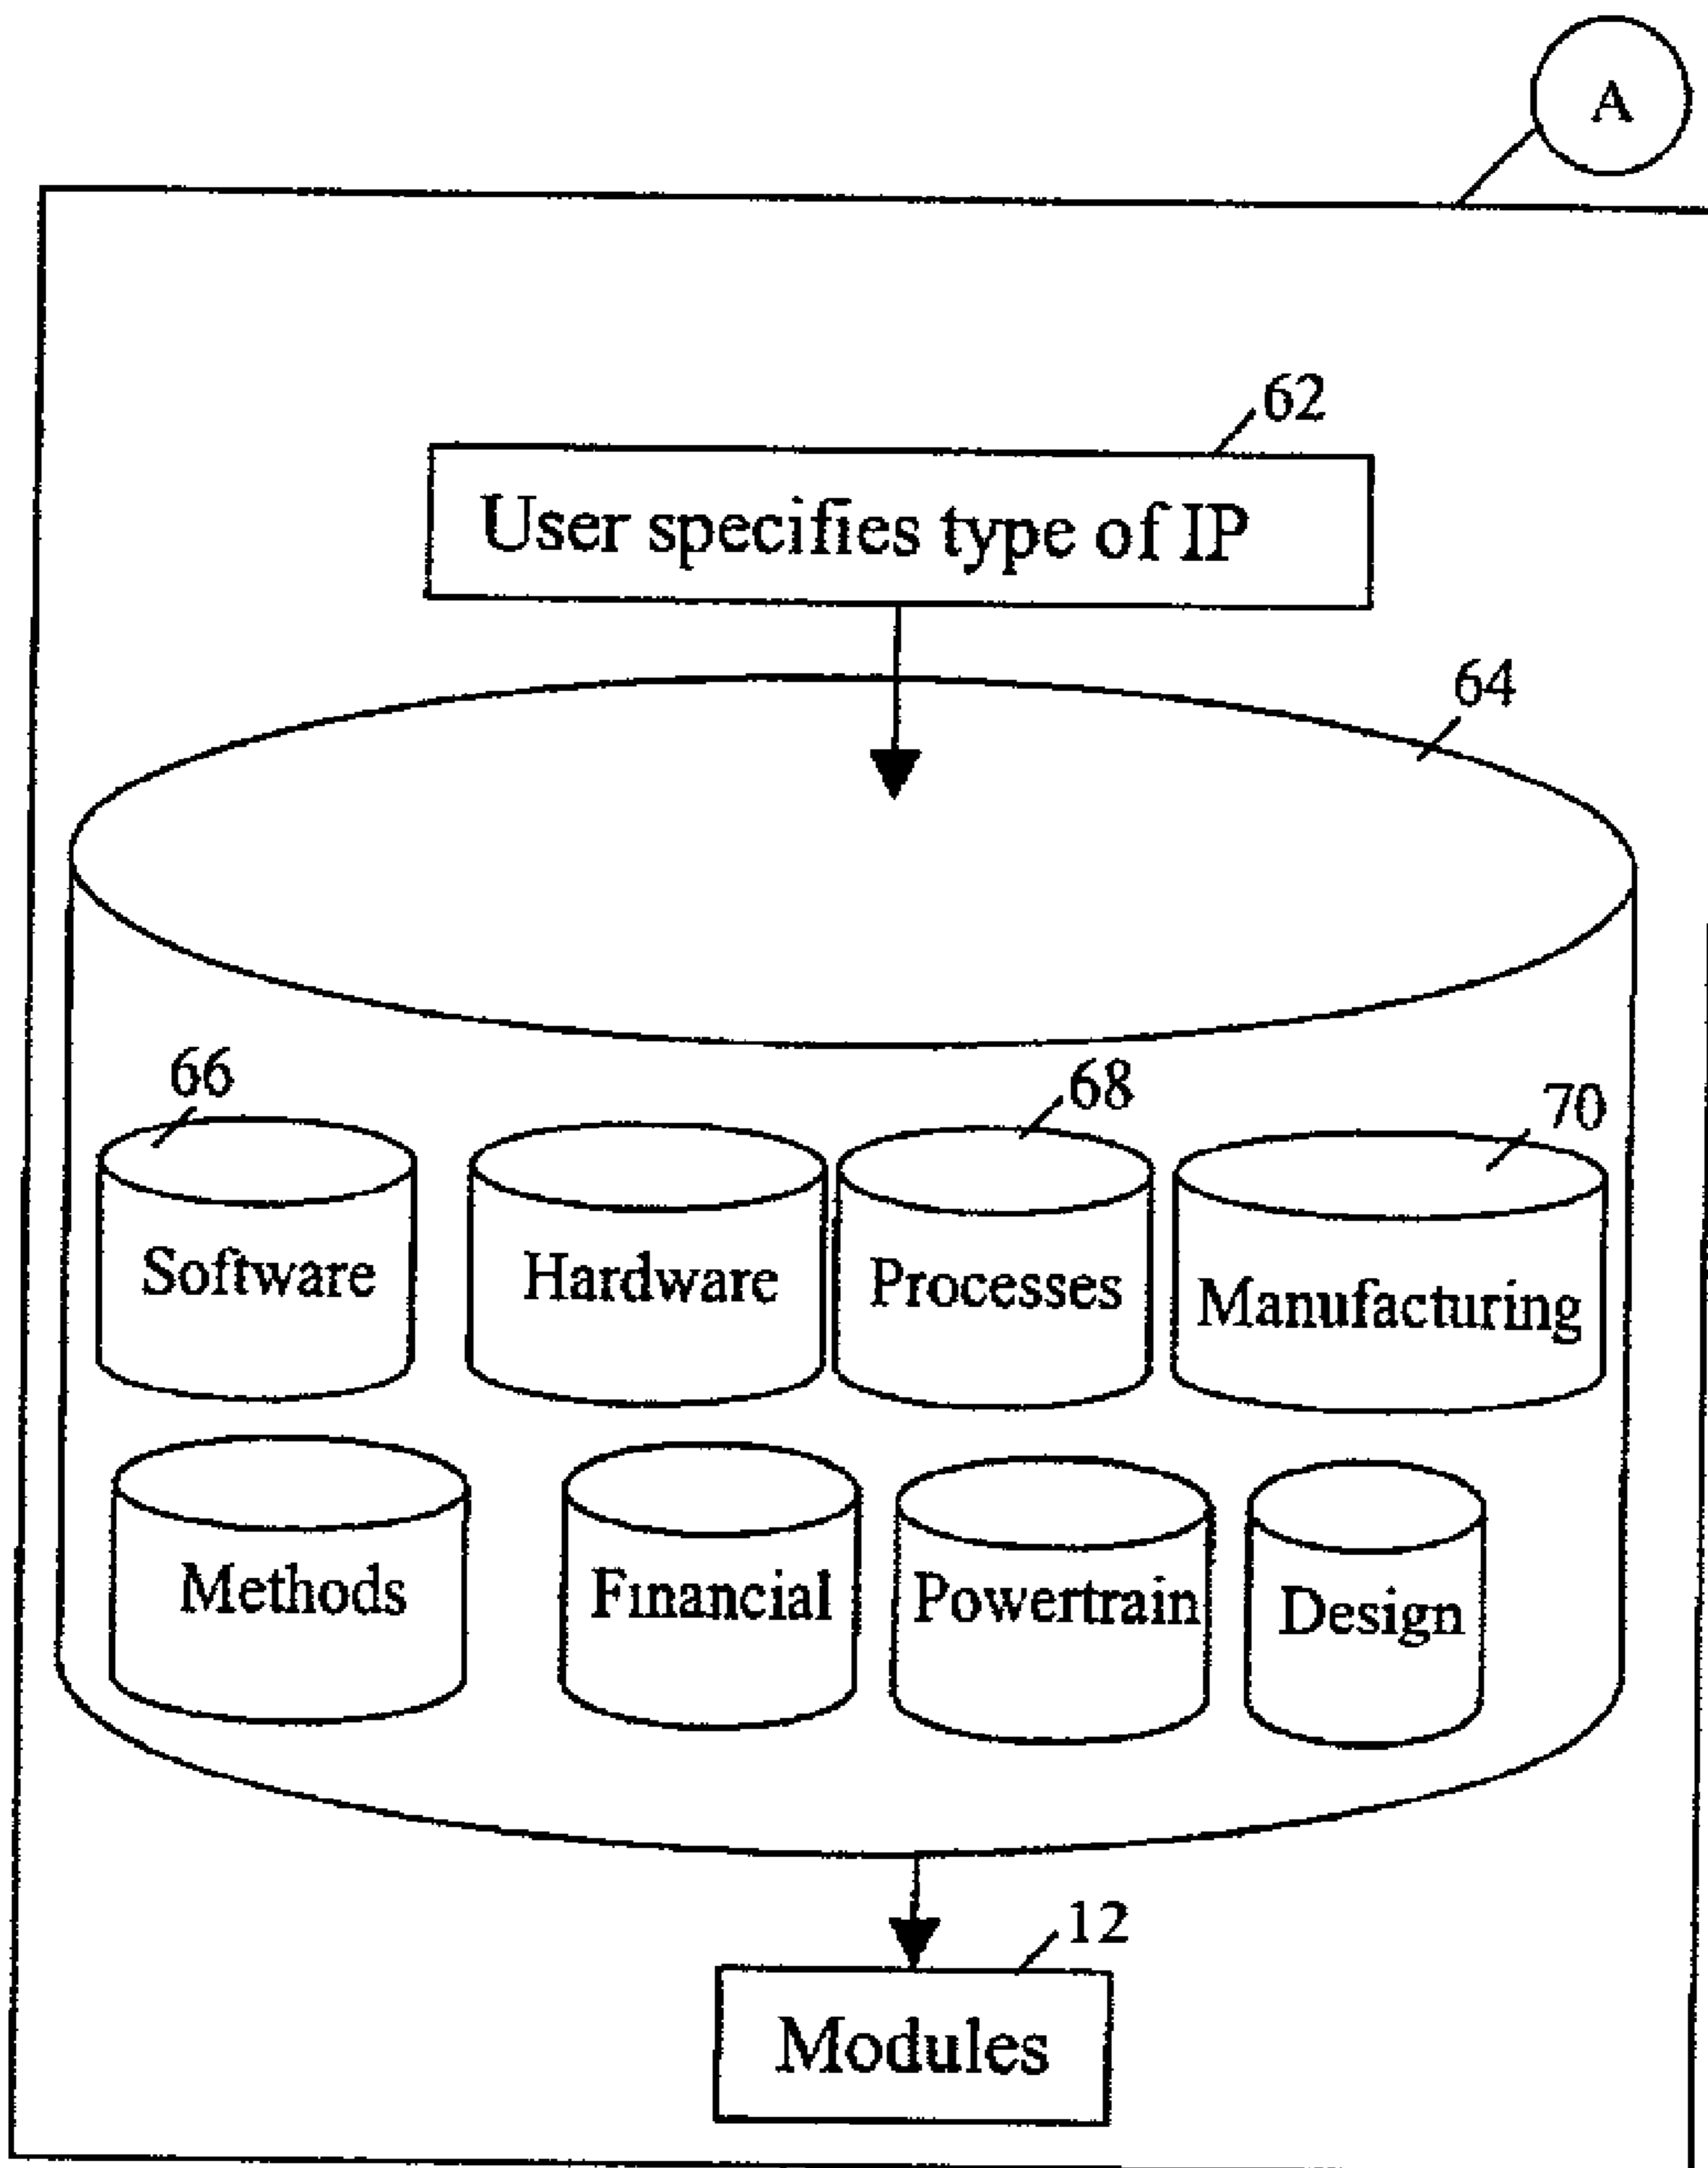 A
62
User specifies type of IP
64
66
68
70
Software
Hardware
Processes
Manufacturing
Methods
Financial
Powertrain
Design
12
Modules